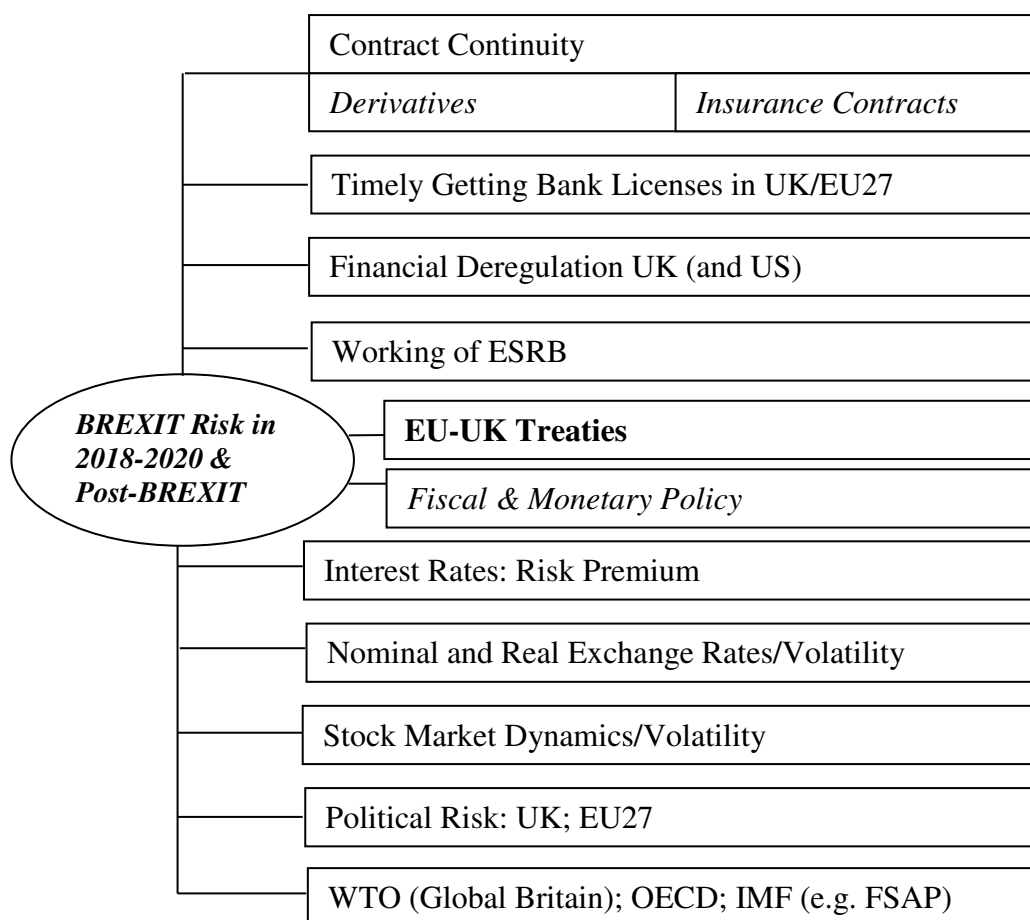 Contract Continuity
Derivatives
Insurance Contracts
Timely Getting Bank Licenses in UK/EU27
Financial Deregulation UK (and US)
Working of ESRB
BREXIT Risk in
2018-2020 &
Post-BREXIT
EU-UK Treaties
Fiscal & Monetary Policy
Interest Rates: Risk Premium
Nominal and Real Exchange Rates/Volatility
Stock Market Dynamics/Volatility
Political Risk: UK; EU27
WTO (Global Britain); OECD; IMF (e.g. FSAP)